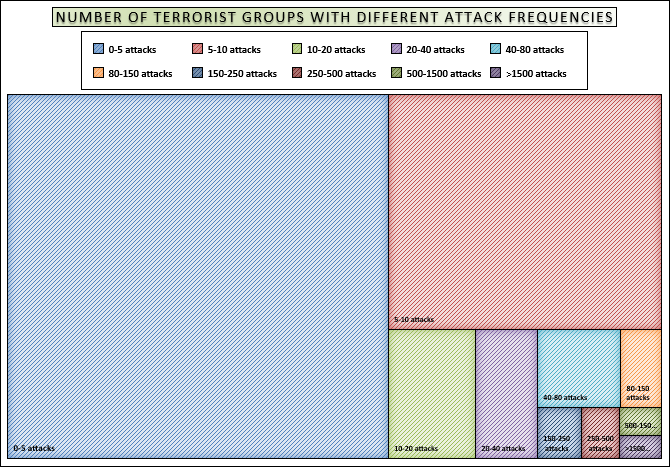 NUMBER OF TERRORIST GROUPS WITH DIFFERENT ATTACK FREQUENCIES
0-5 attacks
5-10 attacks
10-20 attacks
20-40 attacks
40-80 attacks
80-150 attacks
150-250 attacks
250-500 attacks
500-1500 attacks
>1500 attacks
0-5 attacks
5-10 attacks
10-20 attacks
20-40 attacks
40-80 attacks
80-150
attacks
150-250
attacks
250-500
attacks
500-150...
>1500...